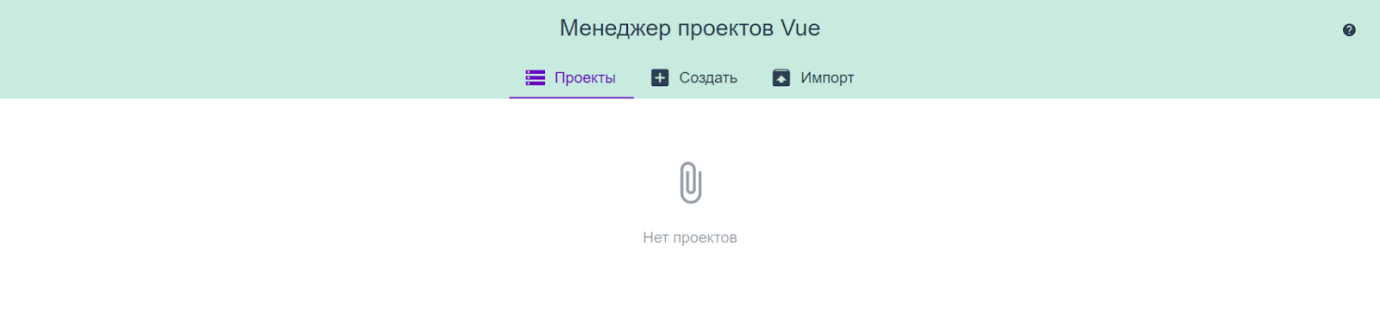 Менеджер проектов Vue
Проекты Создать Импорт
Нет проектов